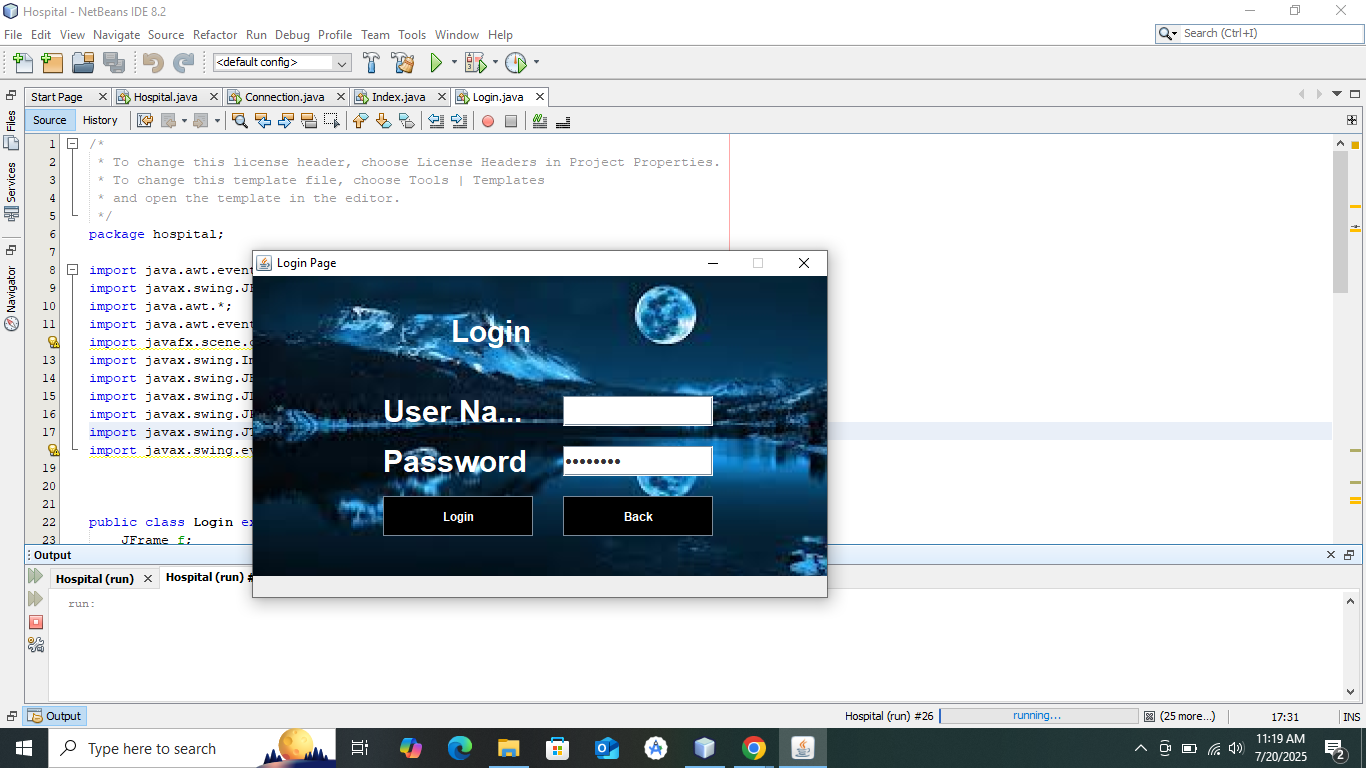 Hospital - NetBeans IDE 8.2
File Edit View Navigate Source Refactor Run Debug Profile Team Tools Window Help
Search (Ctrl+I)
<default config>
Start Page Hospital.java Connection.java Index.java Login.java
Source History
Files
Services
Navigator
1 /*
2 * To change this license header, choose License Headers in Project Properties.
3 * To change this template file, choose Tools | Templates
4 * and open the template in the editor.
5 */
6 package hospital;
7
8 import java.awt.event
9 import javax.swing.JF
10 import java.awt.*;
11 import java.awt.event
import javafx.scene.
13 import javax.swing.Im
14 import javax.swing.
15 import javax.swing.
16 import javax.swing.
17 import javax.swing.JT
import javax.swing.ev
19
20
21
22 public class Login ex
23 JFrame f;
Login Page
Login
User Na...
Password ••••••••
Login Back
Output
Hospital (run) Hospital (run) #
run:
Output
Hospital (run) #26 running... (25 more...) 17:31 INS
Type here to search
11:19 AM
7/20/2025
2